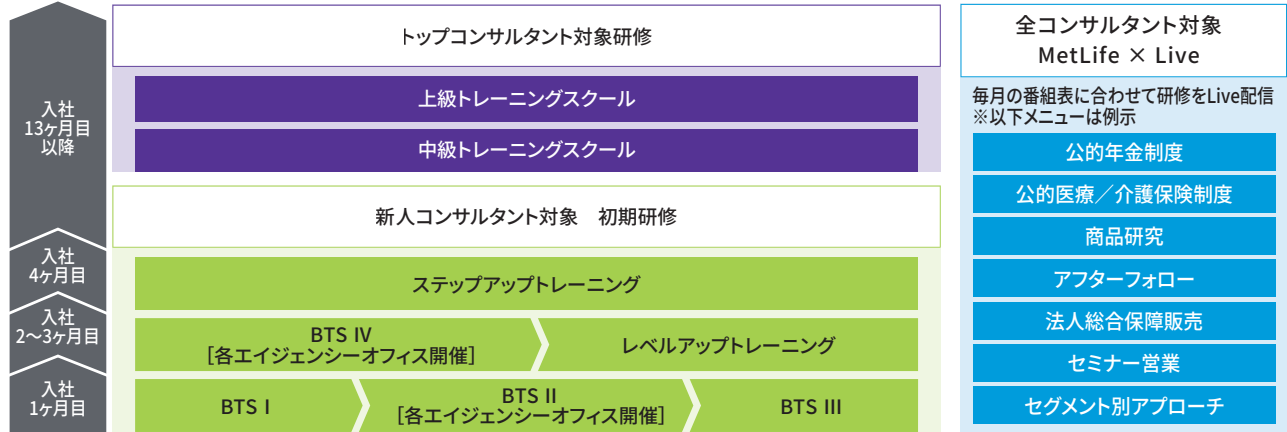 入社
13ヶ月目
以降
トップコンサルタント対象研修
上級トレーニングスクール
中級トレーニングスクール
新人コンサルタント対象　初期研修
入社
4ヶ月目
ステップアップトレーニング
入社
2〜3ヶ月目
BTS IV
［各エイジェンシーオフィス開催］
レベルアップトレーニング
入社
1ヶ月目
BTS I
BTS II
［各エイジェンシーオフィス開催］
BTS III
全コンサルタント対象
MetLife × Live
毎月の番組表に合わせて研修をLive配信
※以下メニューは例示
公的年金制度
公的医療／介護保険制度
商品研究
アフターフォロー
法人総合保障販売
セミナー営業
セグメント別アプローチ